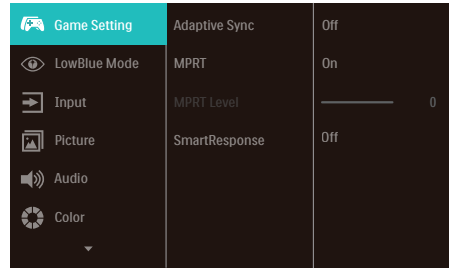 Game Setting
Adaptive Sync
Off
LowBlue Mode
MPRT
On
Input
MPRT Level
0
Picture
SmartResponse
Off
Audio
Color